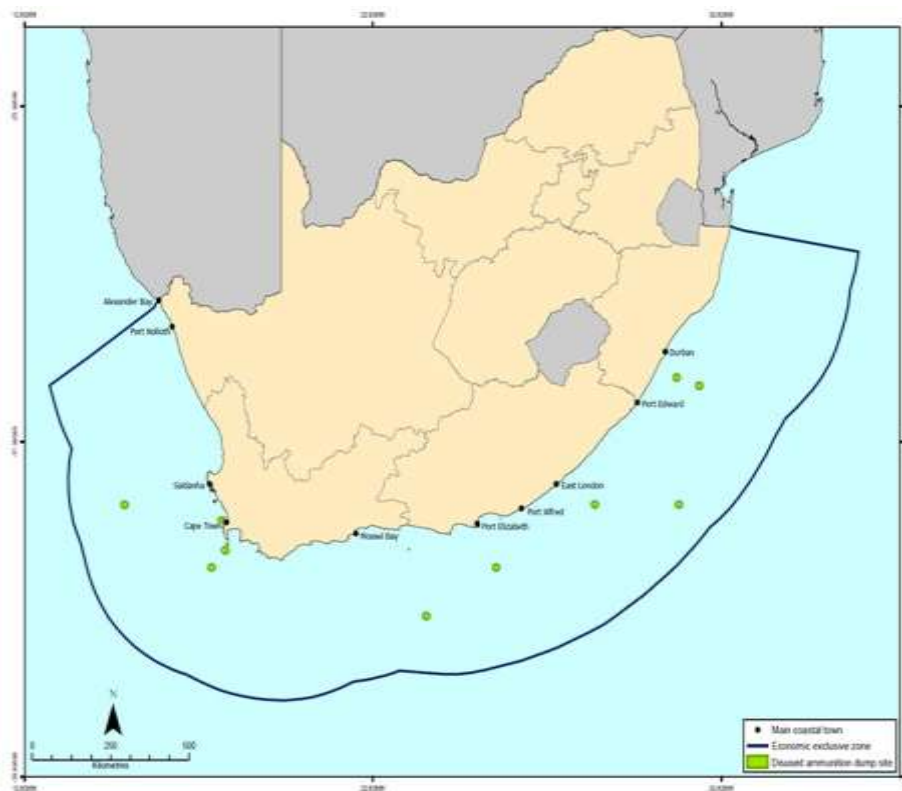 Alexander Bay
Port Nolloth
Durban
Port Edward
Saldanha
East London
Port Alfred
Cape Town
Port Elizabeth
Mossel Bay
N
0 250 500
Kilometres
Main coastal town
Economic exclusive zone
Disused ammunition dump site